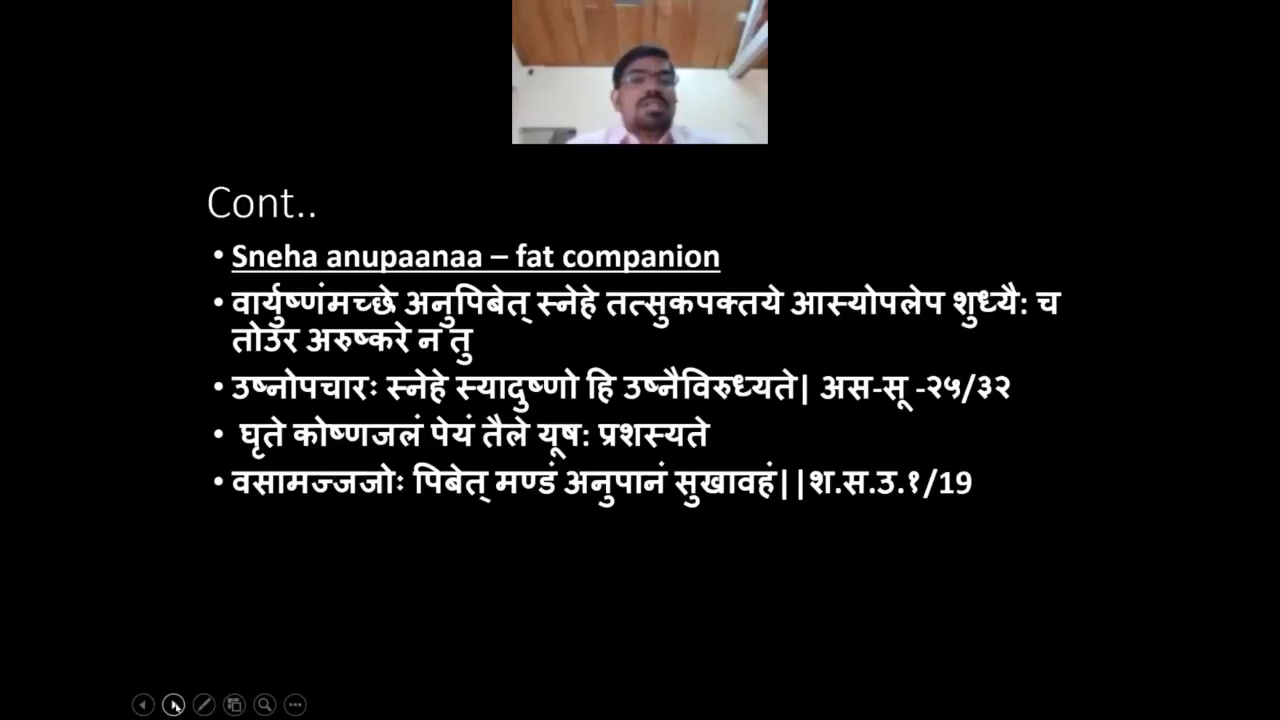 Cont..
• Sneha anupaanaa – fat companion
• वार्युष्णंमच्छे अनुपिबेत् स्नेहे तत्सुकपक्तये आस्योपलेप शुध्यै: च
तोउर अरुष्करे न तु
• उष्नोपचारः स्नेहे स्यादुष्णो हि उष्नैविरुध्यते| अस-सू -२५/३२
• घृते कोष्णजलं पेयं तैले यूष: प्रशस्यते
• वसामज्जजोः पिबेत् मण्डं अनुपानं सुखावहं||श.स.उ.१/19